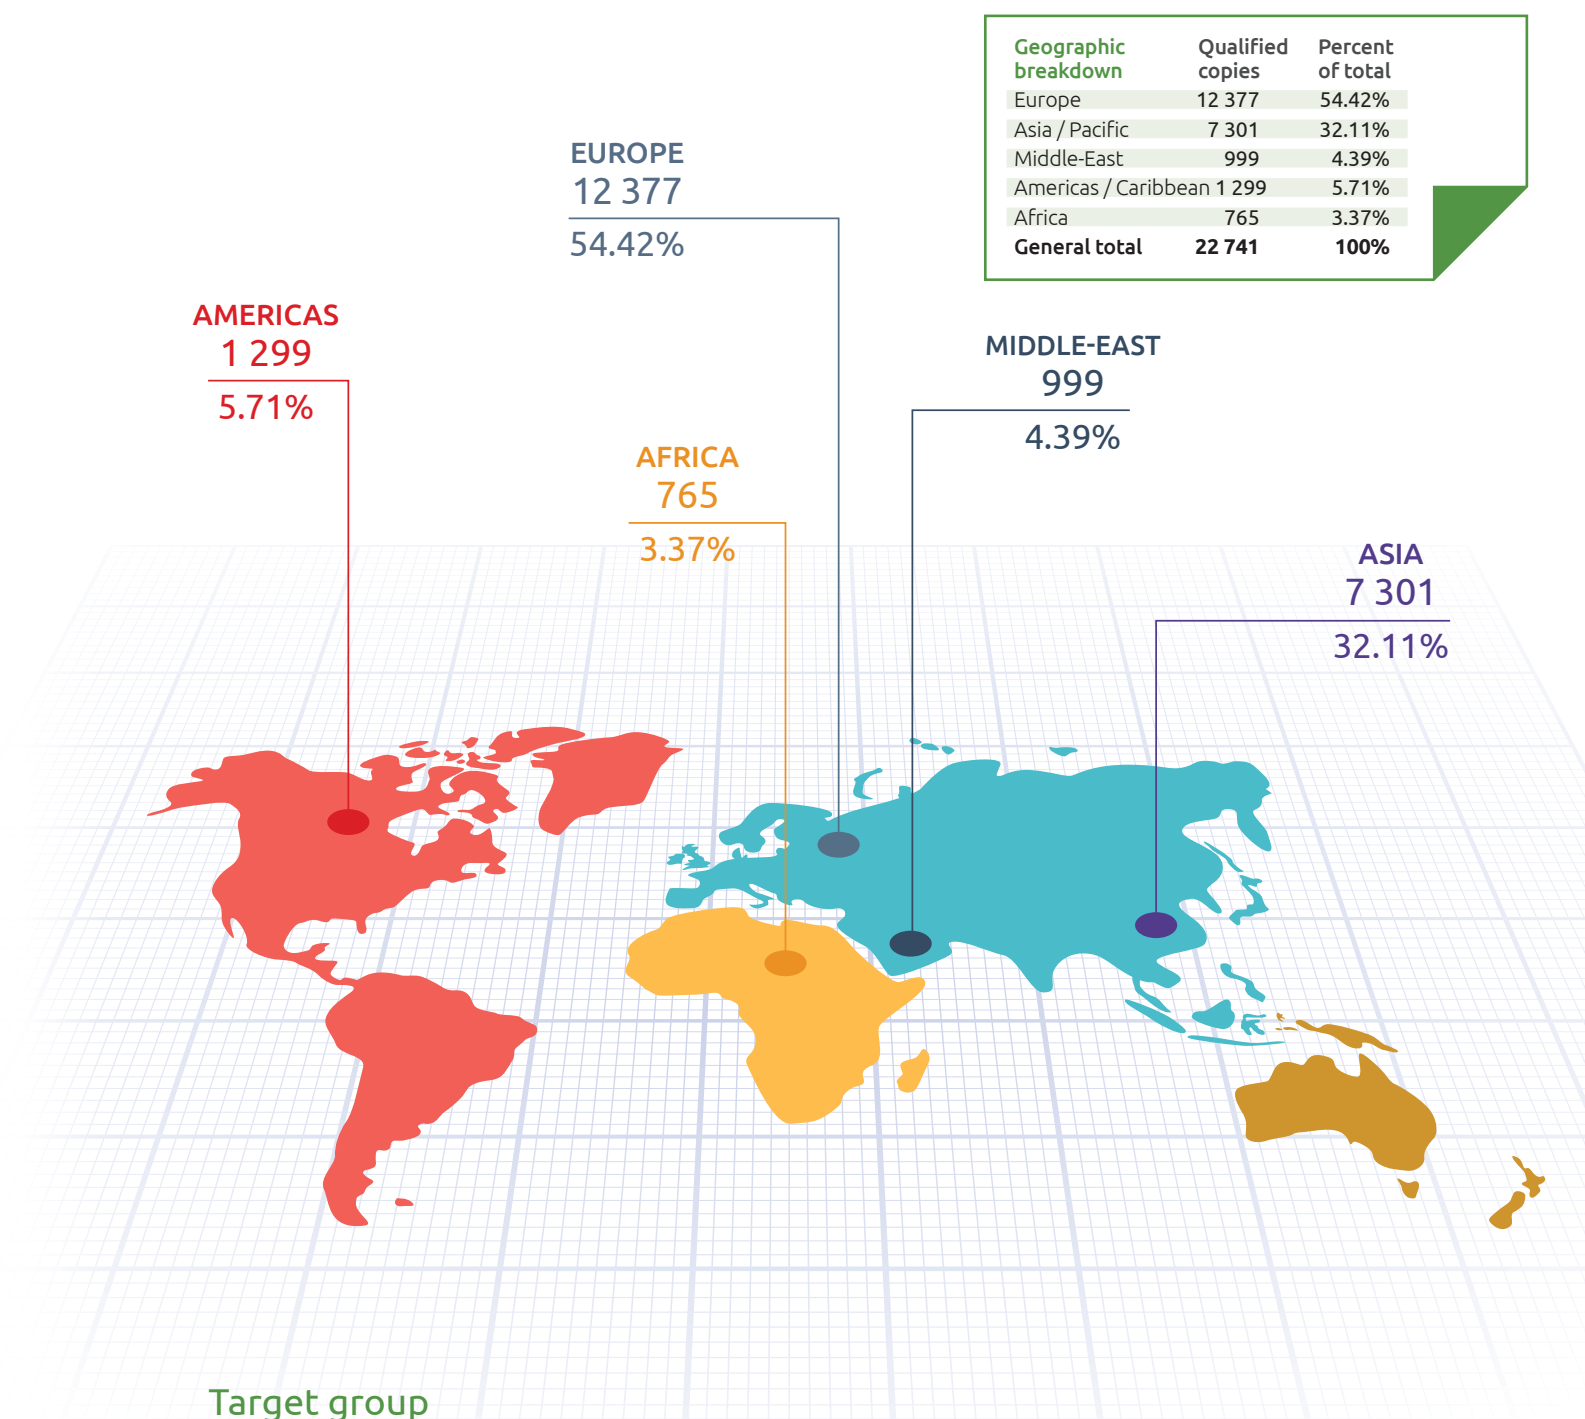 Geographic breakdown Qualified copies Percent of total
Europe 12 377 54.42%
Asia / Pacific 7 301 32.11%
Middle-East 999 4.39%
Americas / Caribbean 1 299 5.71%
Africa 765 3.37%
General total 22 741 100%
EUROPE
12 377
54.42%
AMERICAS
1 299
5.71%
MIDDLE-EAST
999
4.39%
AFRICA
765
3.37%
ASIA
7 301
32.11%
Target group